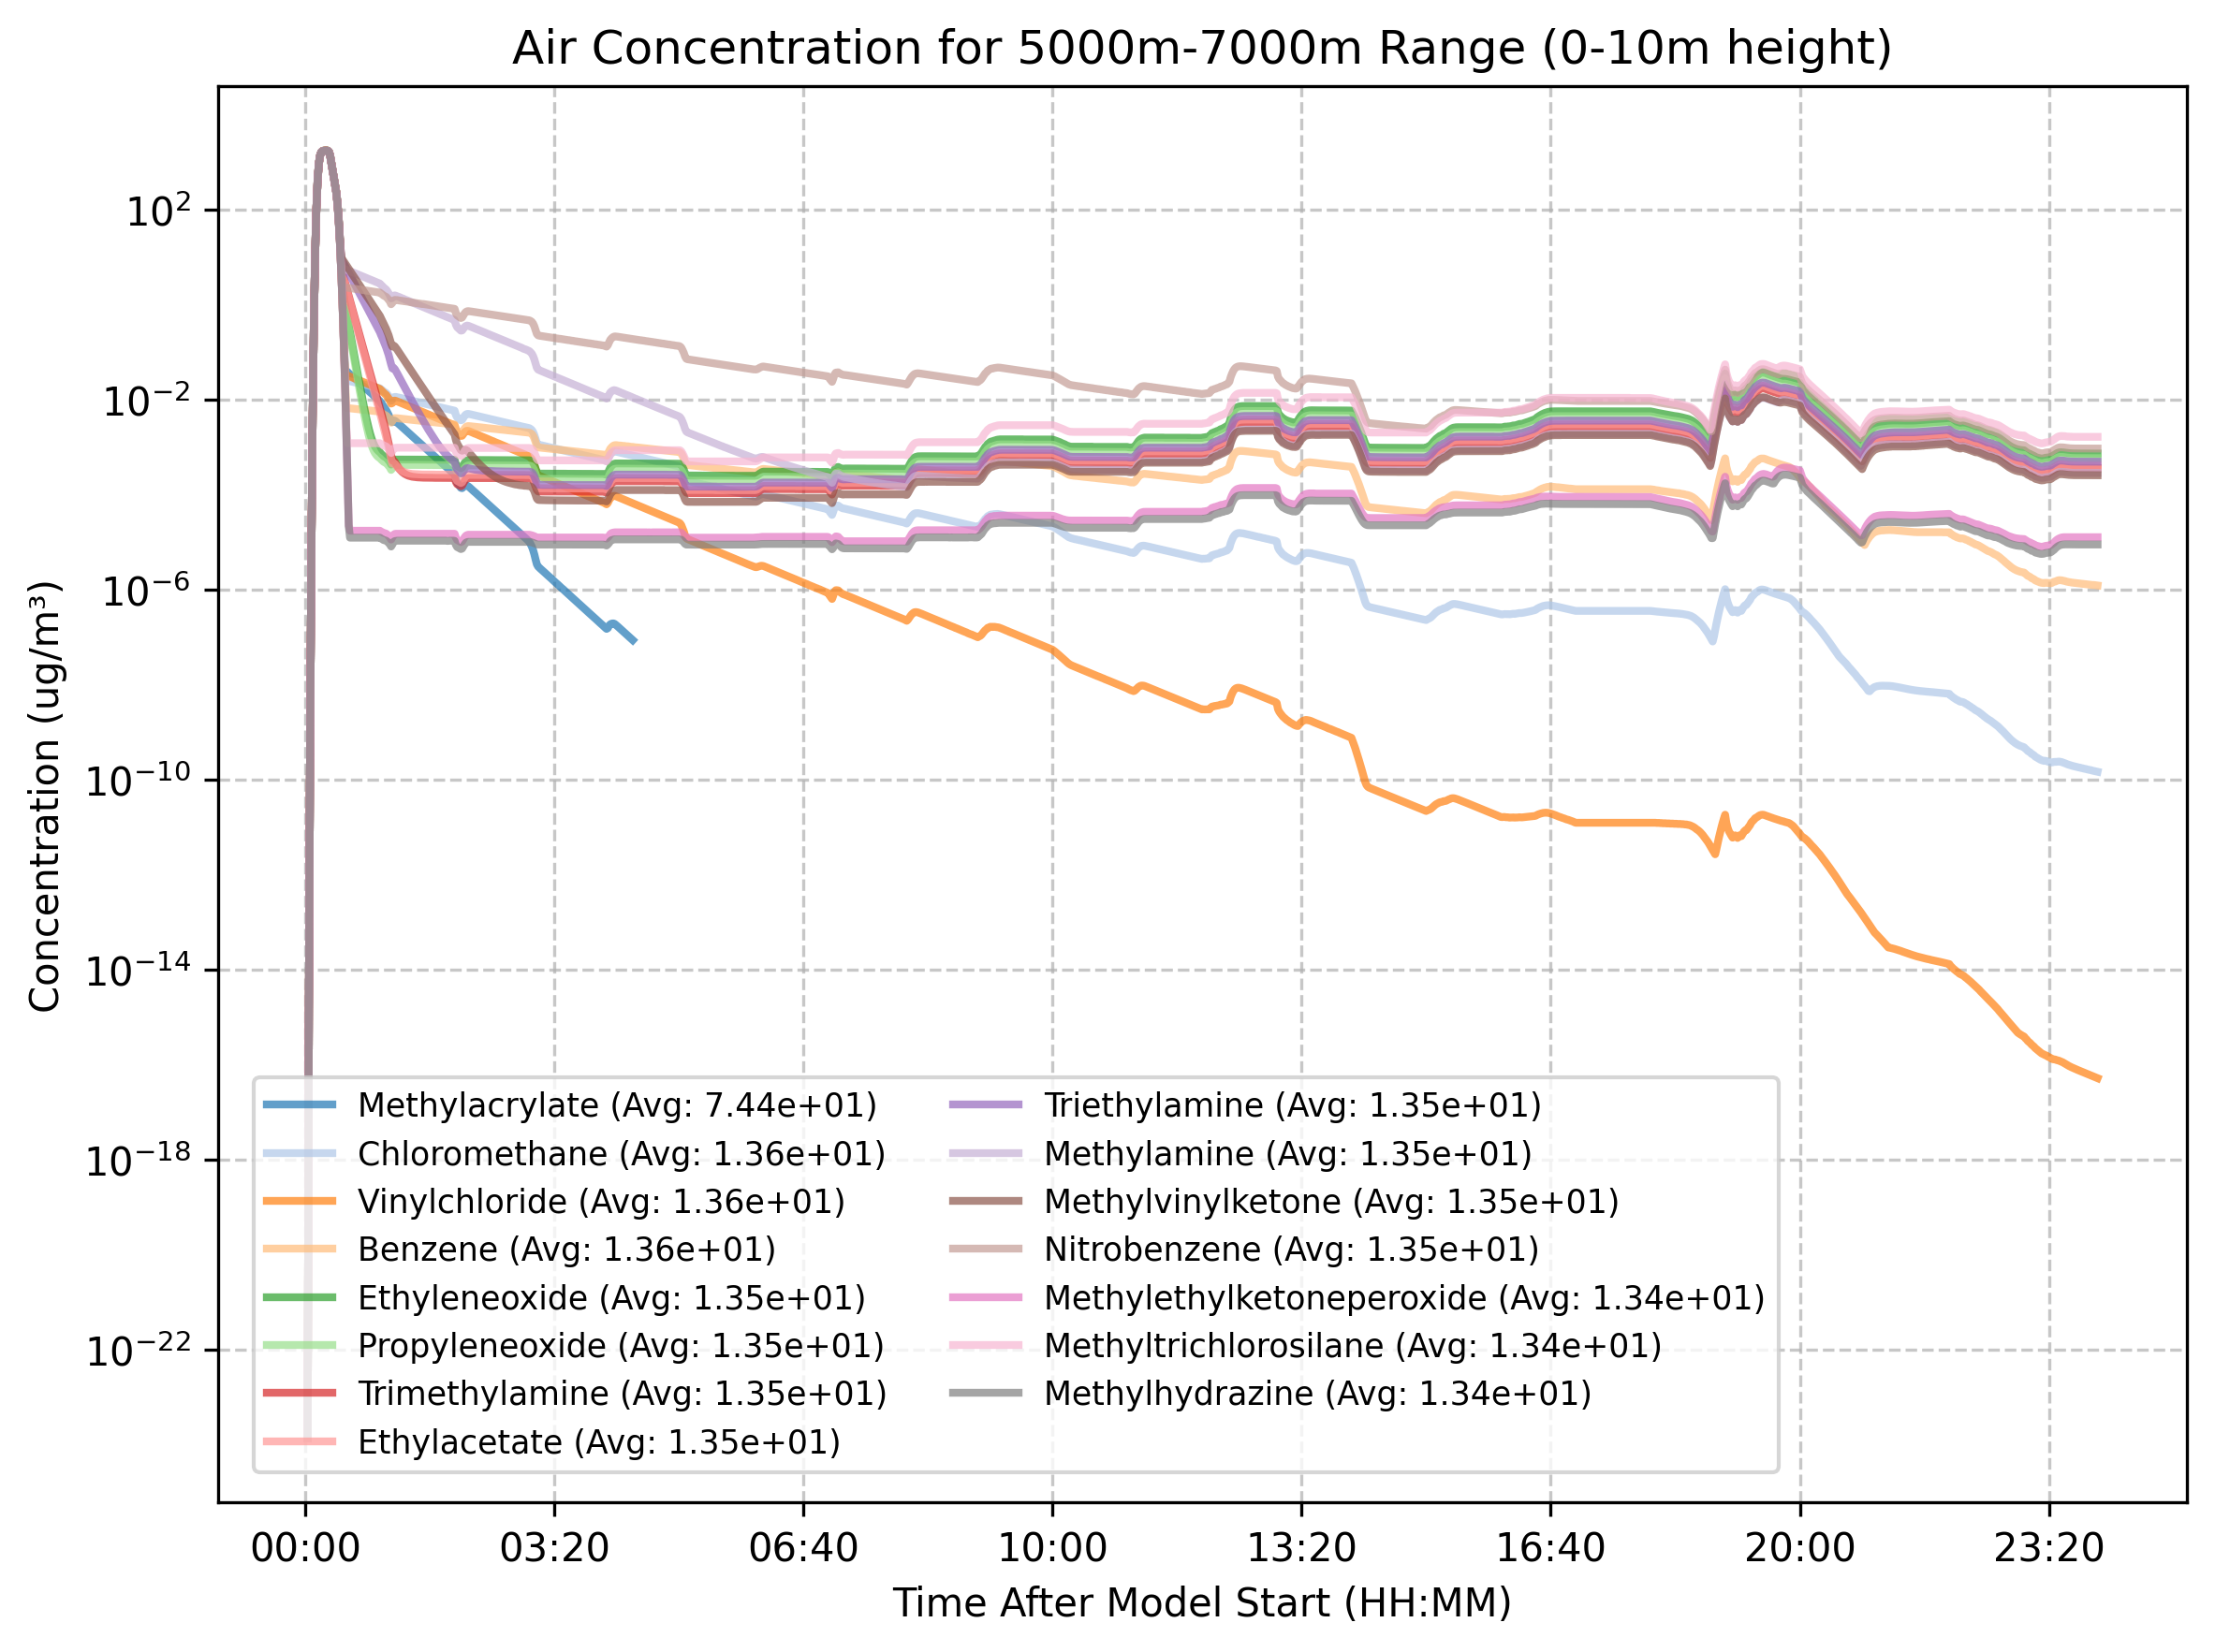 Air Concentration for 5000m-7000m Range (0-10m height)
Concentration (ug/m³)
10²
10⁻²
10⁻⁶
10⁻¹⁰
10⁻¹⁴
10⁻¹⁸
10⁻²²
Methylacrylate (Avg: 7.44e+01)
Chloromethane (Avg: 1.36e+01)
Vinylchloride (Avg: 1.36e+01)
Benzene (Avg: 1.36e+01)
Ethyleneoxide (Avg: 1.35e+01)
Propyleneoxide (Avg: 1.35e+01)
Trimethylamine (Avg: 1.35e+01)
Ethylacetate (Avg: 1.35e+01)
Triethylamine (Avg: 1.35e+01)
Methylamine (Avg: 1.35e+01)
Methylvinylketone (Avg: 1.35e+01)
Nitrobenzene (Avg: 1.35e+01)
Methylethylketoneperoxide (Avg: 1.34e+01)
Methyltrichlorosilane (Avg: 1.34e+01)
Methylhydrazine (Avg: 1.34e+01)
00:00 03:20 06:40 10:00 13:20 16:40 20:00 23:20
Time After Model Start (HH:MM)